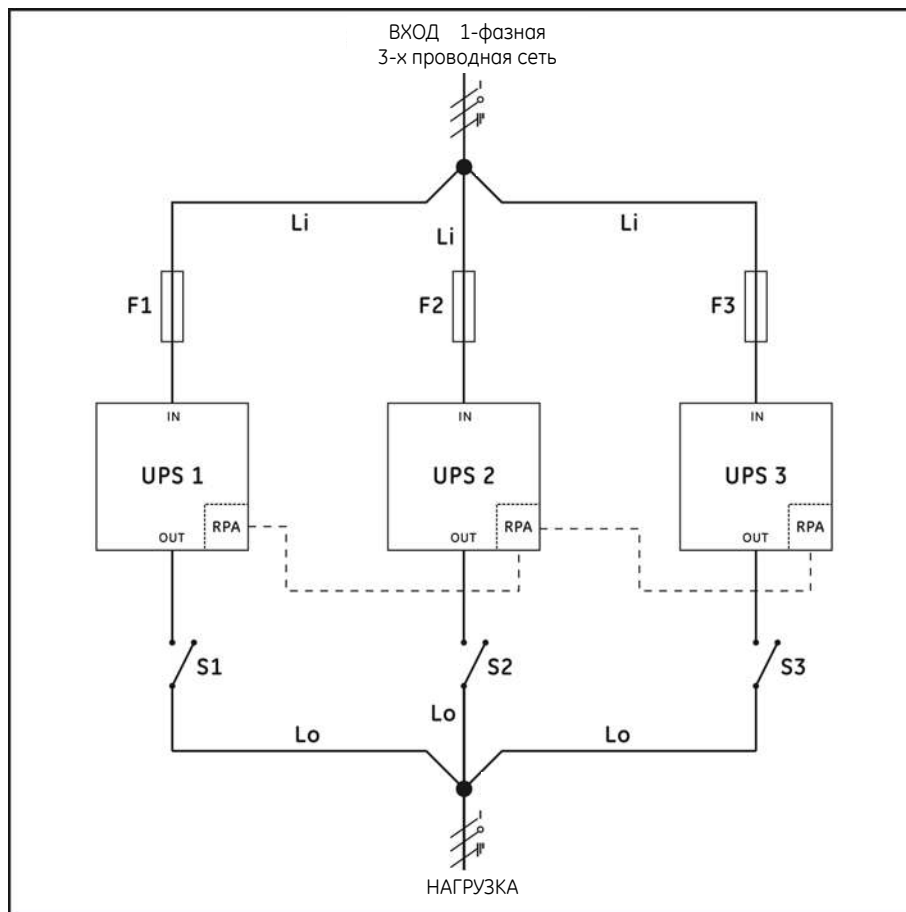 ВХОД 1-фазная
3-х проводная сеть
Li
Li
Li
F1
F2
F3
IN
IN
IN
UPS 1
UPS 2
UPS 3
RPA
RPA
RPA
OUT
OUT
OUT
S1
S2
S3
Lo
Lo
Lo
НАГРУЗКА